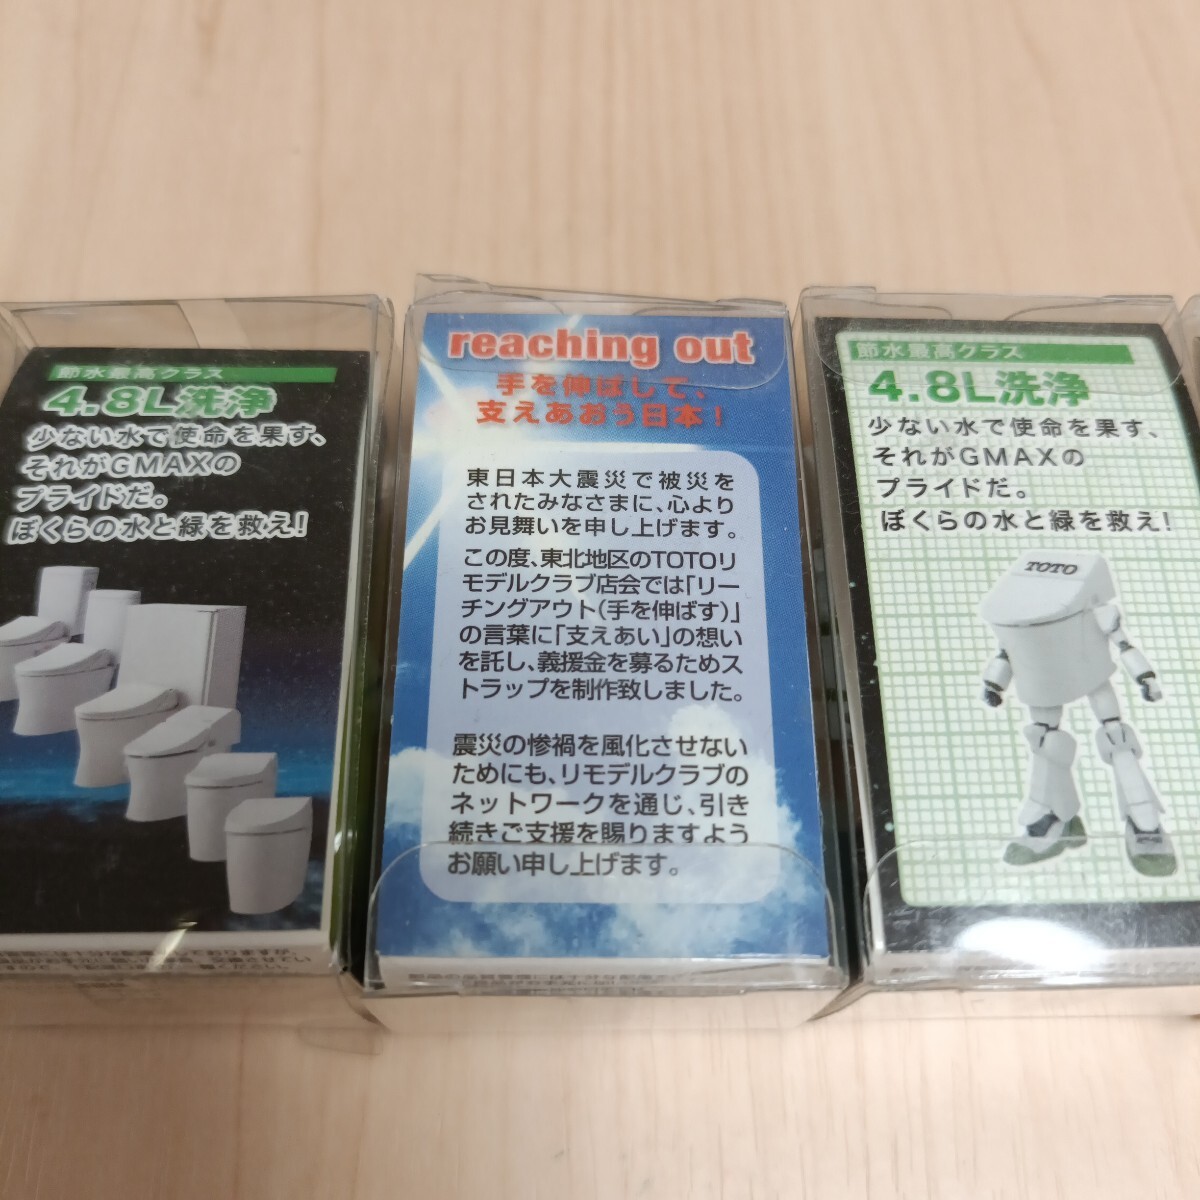 節水最高クラス
4.8L洗浄
少ない水で使命を果す、
それがGMAXの
プライドだ。
ぼくらの水と緑を救え!
reaching out
手を伸ばして、
支えあおう日本!
東日本大震災で被災を
されたみなさまに、心より
お見舞いを申し上げます。
この度、東北地区のTOTOリ
モデルクラブ店会では「リー
チングアウト(手を伸ばす)」
の言葉に「支えあい」の想い
を託し、義援金を募るためス
トラップを制作致しました。
震災の惨禍を風化させない
ためにも、リモデルクラブの
ネットワークを通じ、引き
続きご支援を賜りますよう
お願い申し上げます。
節水最高クラス
4.8L洗浄
少ない水で使命を果す、
それがGMAXの
プライドだ。
ぼくらの水と緑を救え!
TOTO